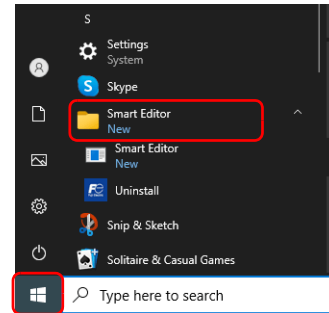 S
Settings
System
Skype
Smart Editor
New
Smart Editor
New
Uninstall
Snip & Sketch
Solitaire & Casual Games
Type here to search